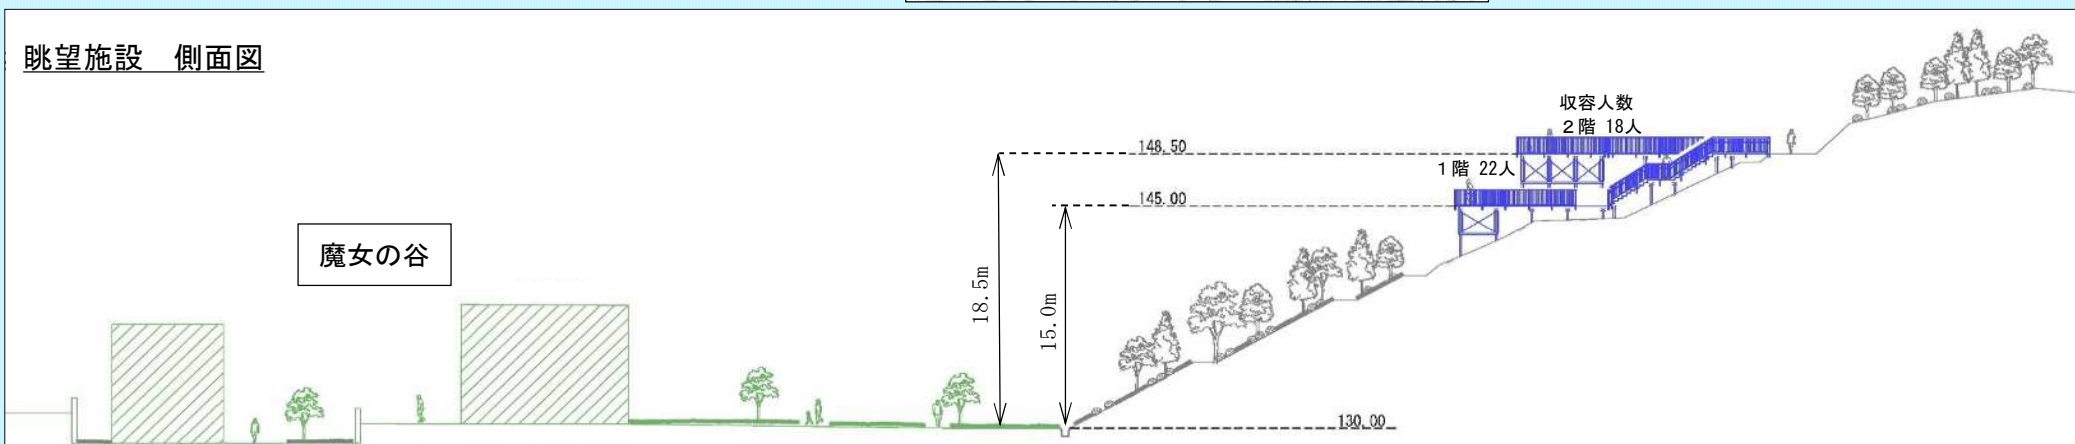 眺望施設　側面図
収容人数
２階 18人
148.50
１階 22人
145.00
魔女の谷
18.5m
15.0m
130.00